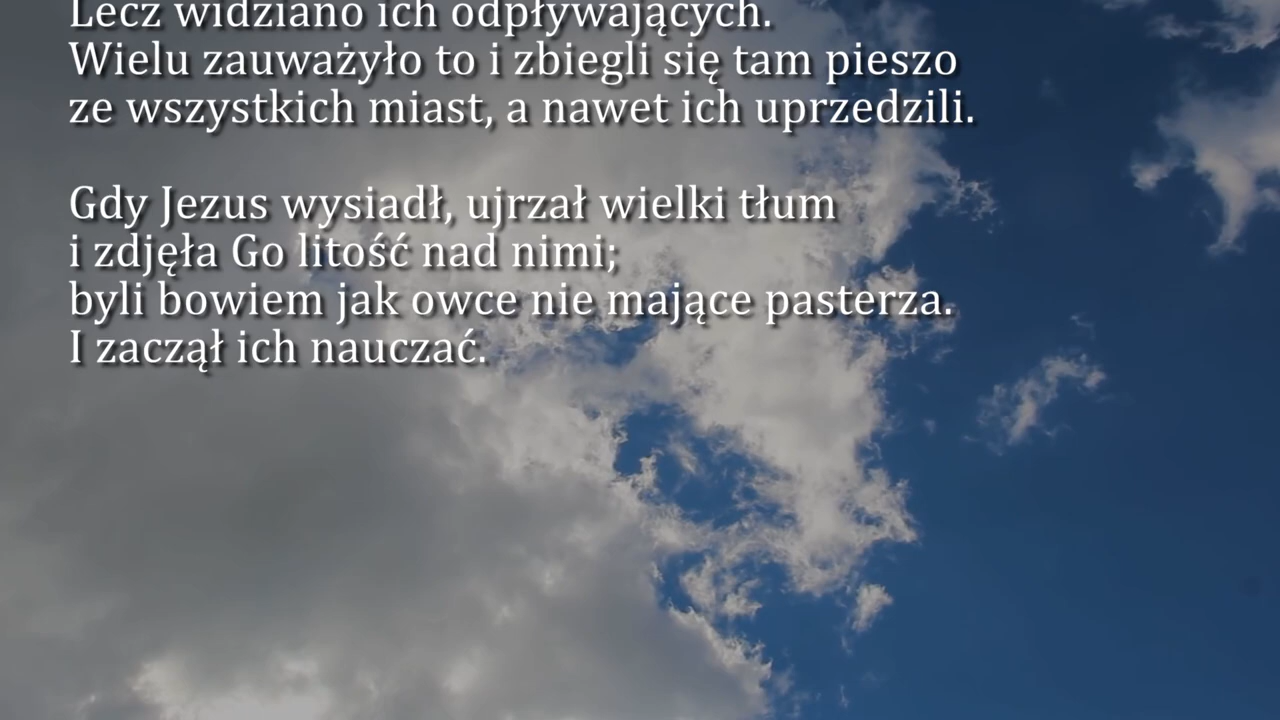 Lecz widziano ich odpływających.
Wielu zauważyło to i zbiegli się tam pieszo
ze wszystkich miast, a nawet ich uprzedzili.
Gdy Jezus wysiadł, ujrzał wielki tłum
i zdjęła Go litość nad nimi;
byli bowiem jak owce nie mające pasterza.
I zaczął ich nauczać.